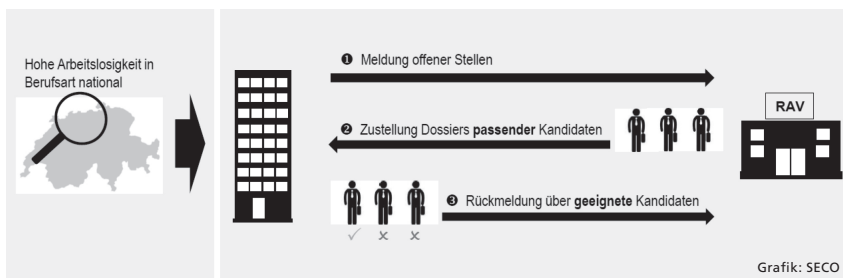 Hohe Arbeitslosigkeit in
Berufsart national
❶ Meldung offener Stellen
RAV
❷ Zustellung Dossiers passender Kandidaten
❸ Rückmeldung über geeignete Kandidaten
Grafik: SECO